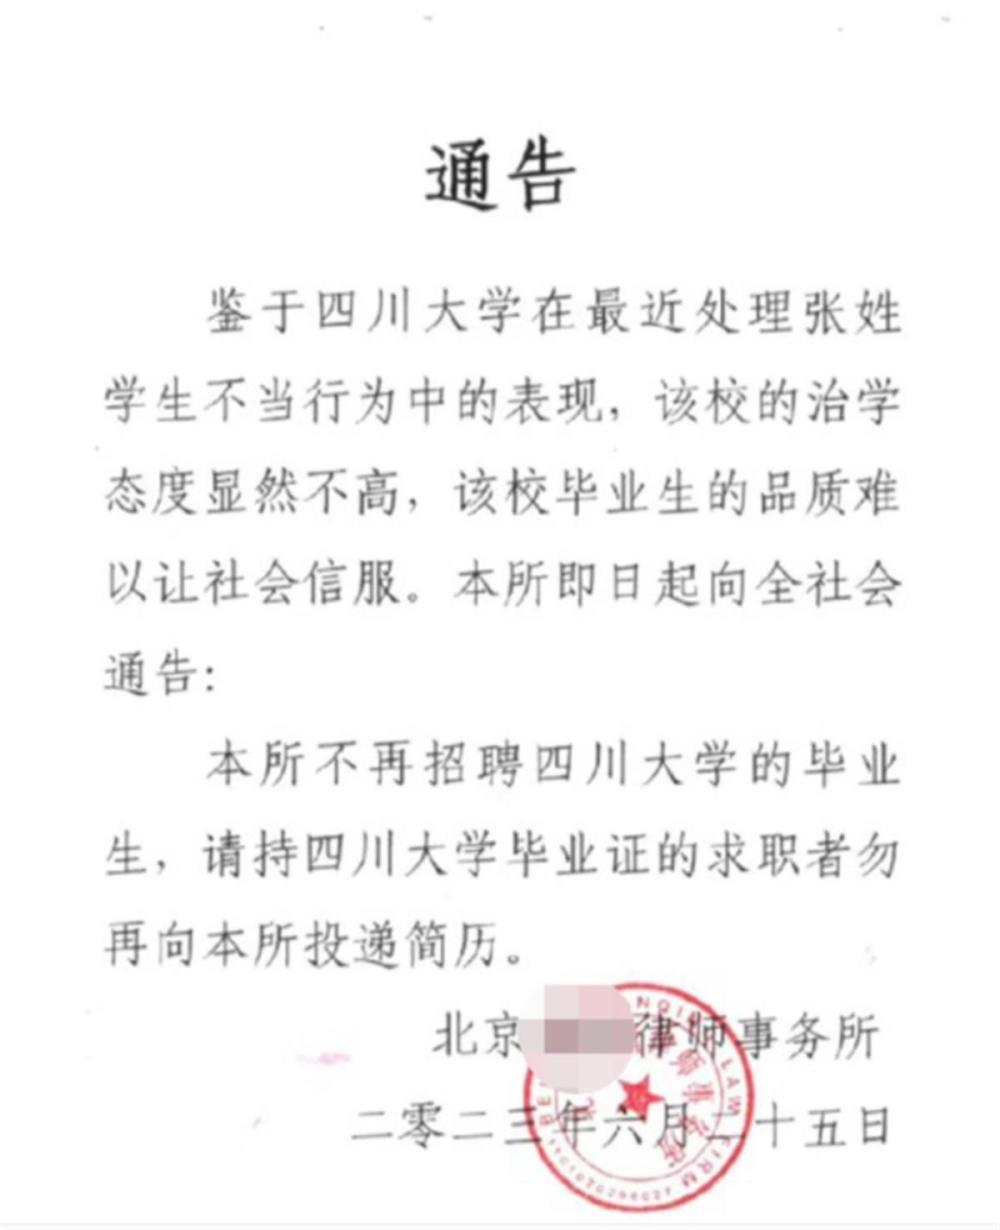 通告
鉴于四川大学在最近处理张姓
学生不当行为中的表现，该校的治学
态度显然不高，该校毕业生的品质难
以让社会信服。本所即日起向全社会
通告：
本所不再招聘四川大学的毕业
生，请持四川大学毕业证的求职者勿
再向本所投递简历。
北京 律师事务所
二零二三年六月二十五日
LAW FIRM